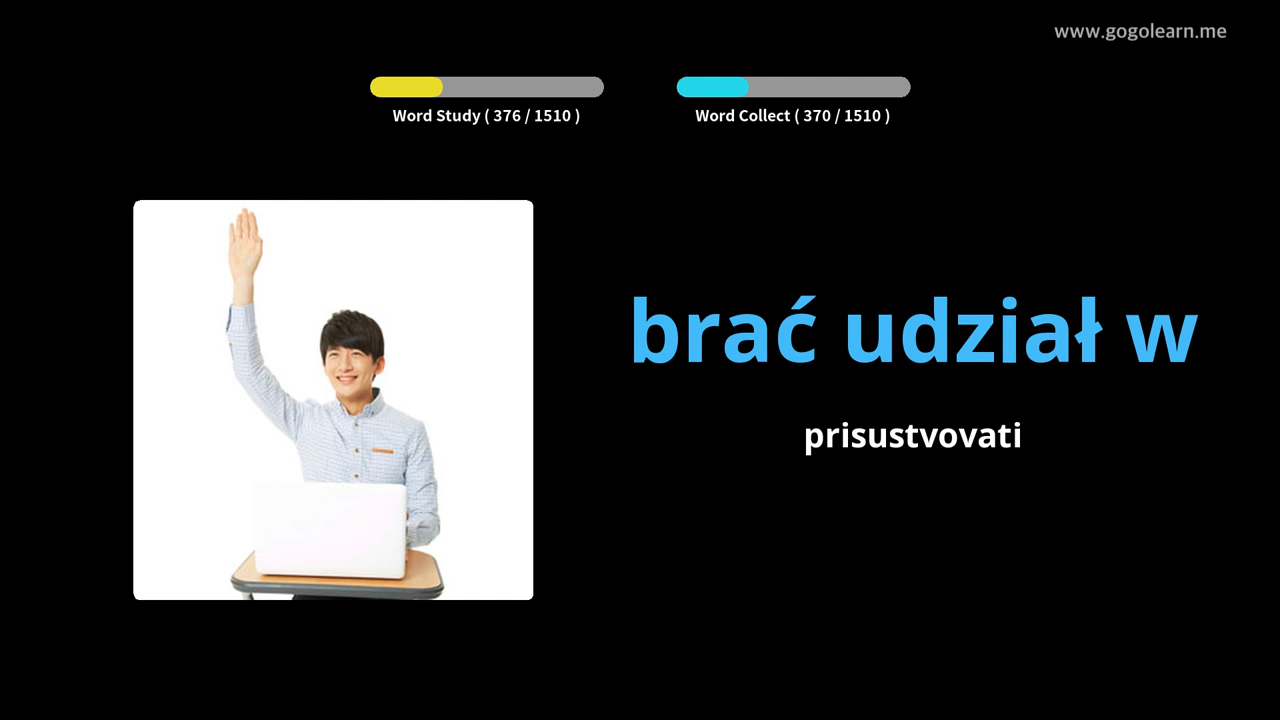 www.gogolearn.me
Word Study ( 376 / 1510 )
Word Collect ( 370 / 1510 )
brać udział w
prisustvovati